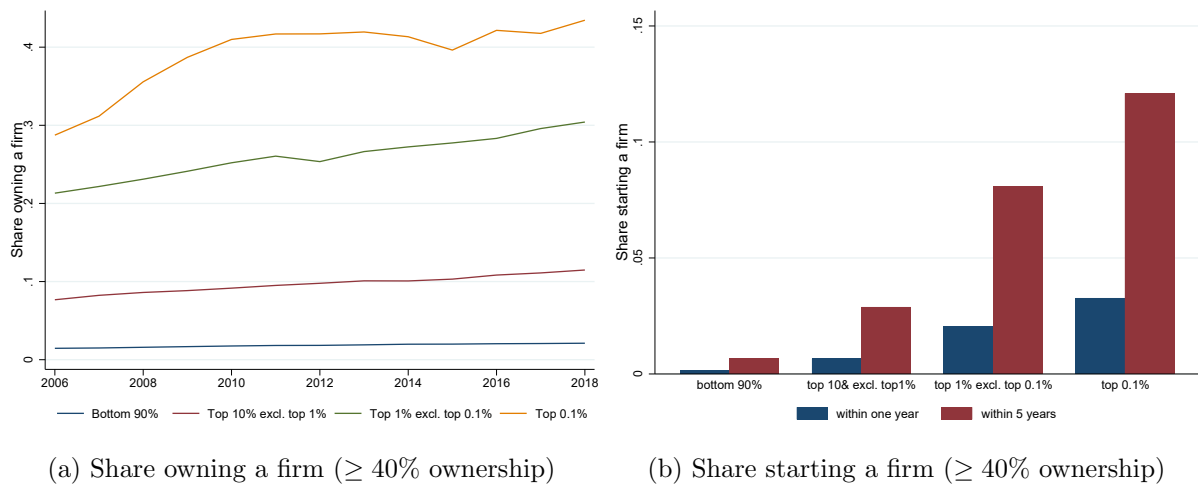 Share owning a firm
.4
.3
.2
.1
0
2006 2008 2010 2012 2014 2016 2018
Bottom 90% Top 10% excl. top 1% Top 1% excl. top 0.1% Top 0.1%
(a) Share owning a firm (≥ 40% ownership)
Share starting a firm
.15
.1
.05
0
bottom 90% top 10& excl. top1% top 1% excl. top 0.1% top 0.1%
within one year within 5 years
(b) Share starting a firm (≥ 40% ownership)